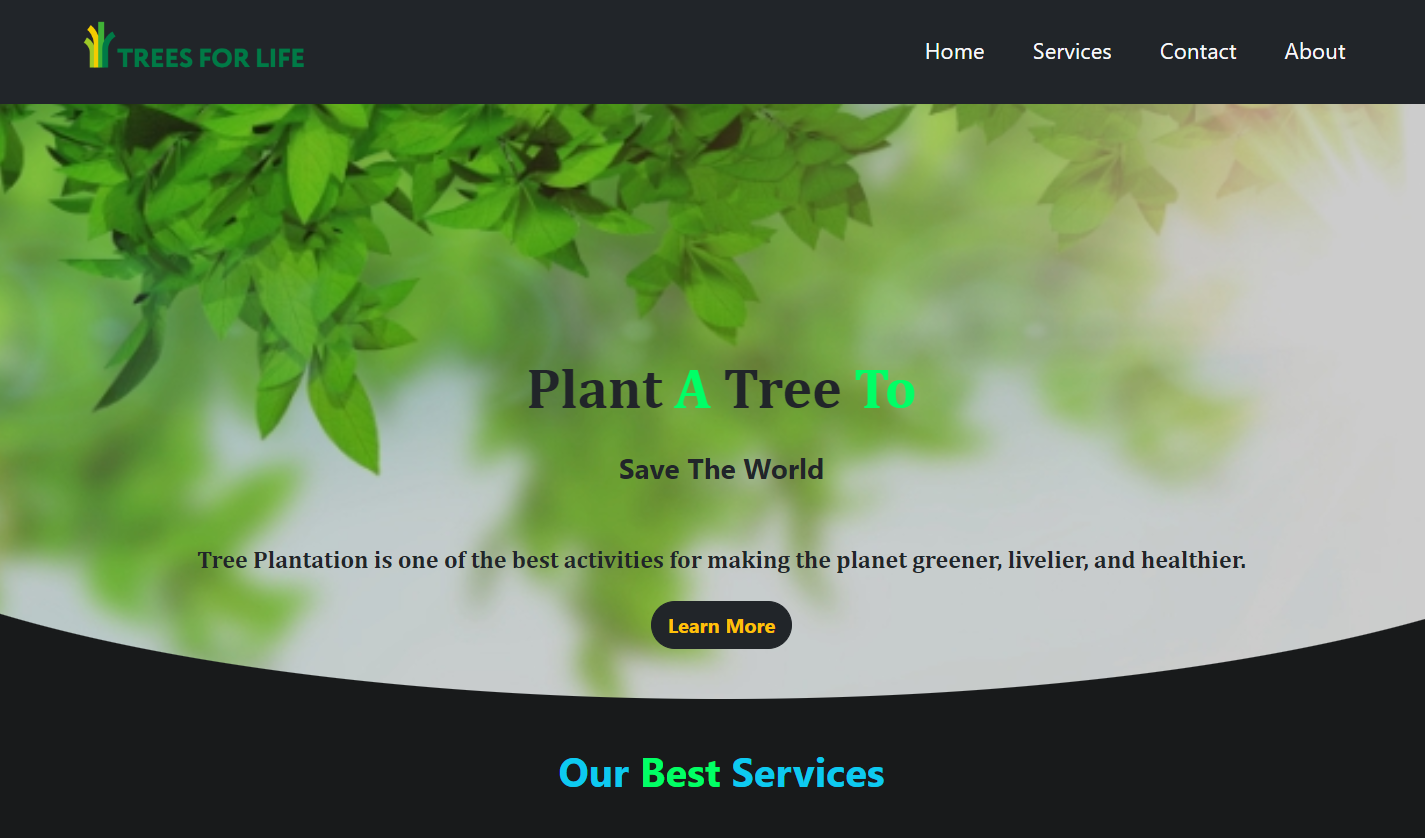 TREES FOR LIFE
Home Services Contact About
Plant A Tree To
Save The World
Tree Plantation is one of the best activities for making the planet greener, livelier, and healthier.
Learn More
Our Best Services